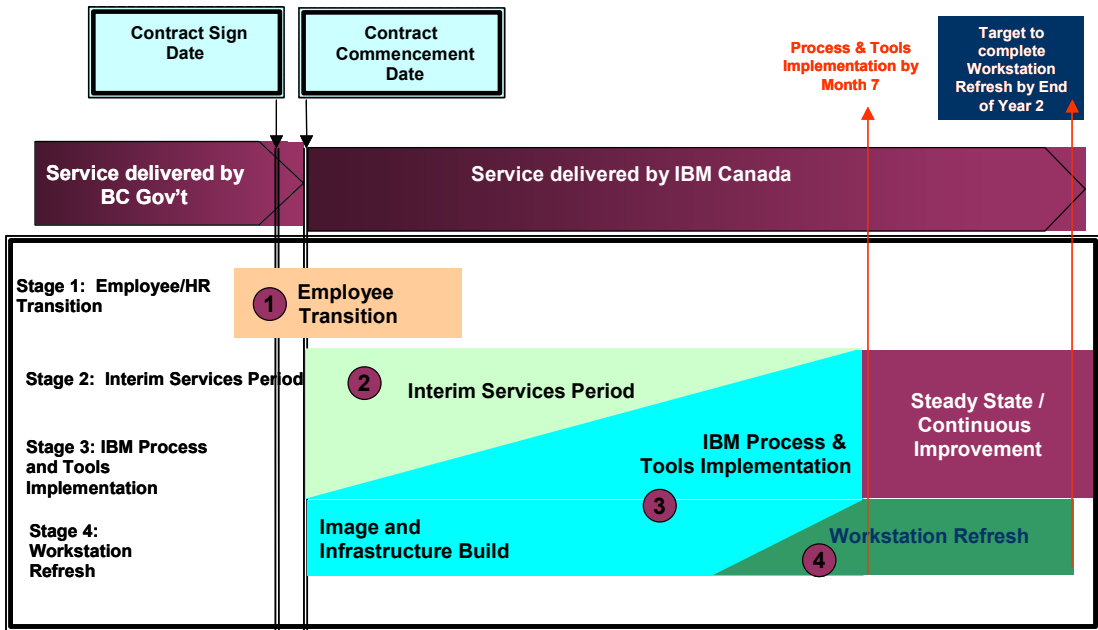 Contract Sign
Date
Contract
Commencement
Date
Process & Tools
Implementation by
Month 7
Target to
complete
Workstation
Refresh by End
of Year 2
Service delivered by
BC Gov't
Service delivered by IBM Canada
Stage 1:  Employee/HR
Transition
1
Employee
Transition
Stage 2:  Interim Services Period
2
Interim Services Period
Stage 3: IBM Process
and Tools
Implementation
IBM Process &
Tools Implementation
3
Steady State /
Continuous
Improvement
Stage 4:
Workstation
Refresh
Image and
Infrastructure Build
4
Workstation Refresh